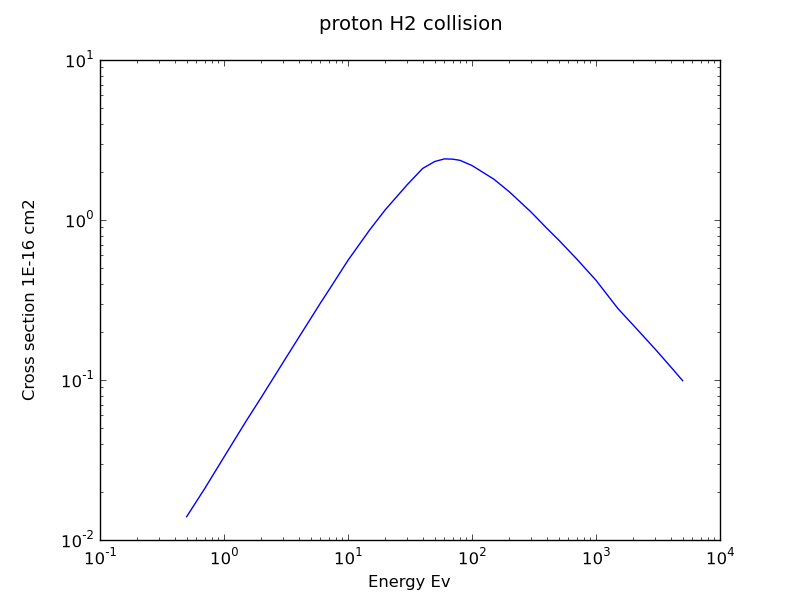 proton H2 collision
10^1
10^0
10^-1
10^-2
Cross section 1E-16 cm2
10^-1 10^0 10^1 10^2 10^3 10^4
Energy Ev